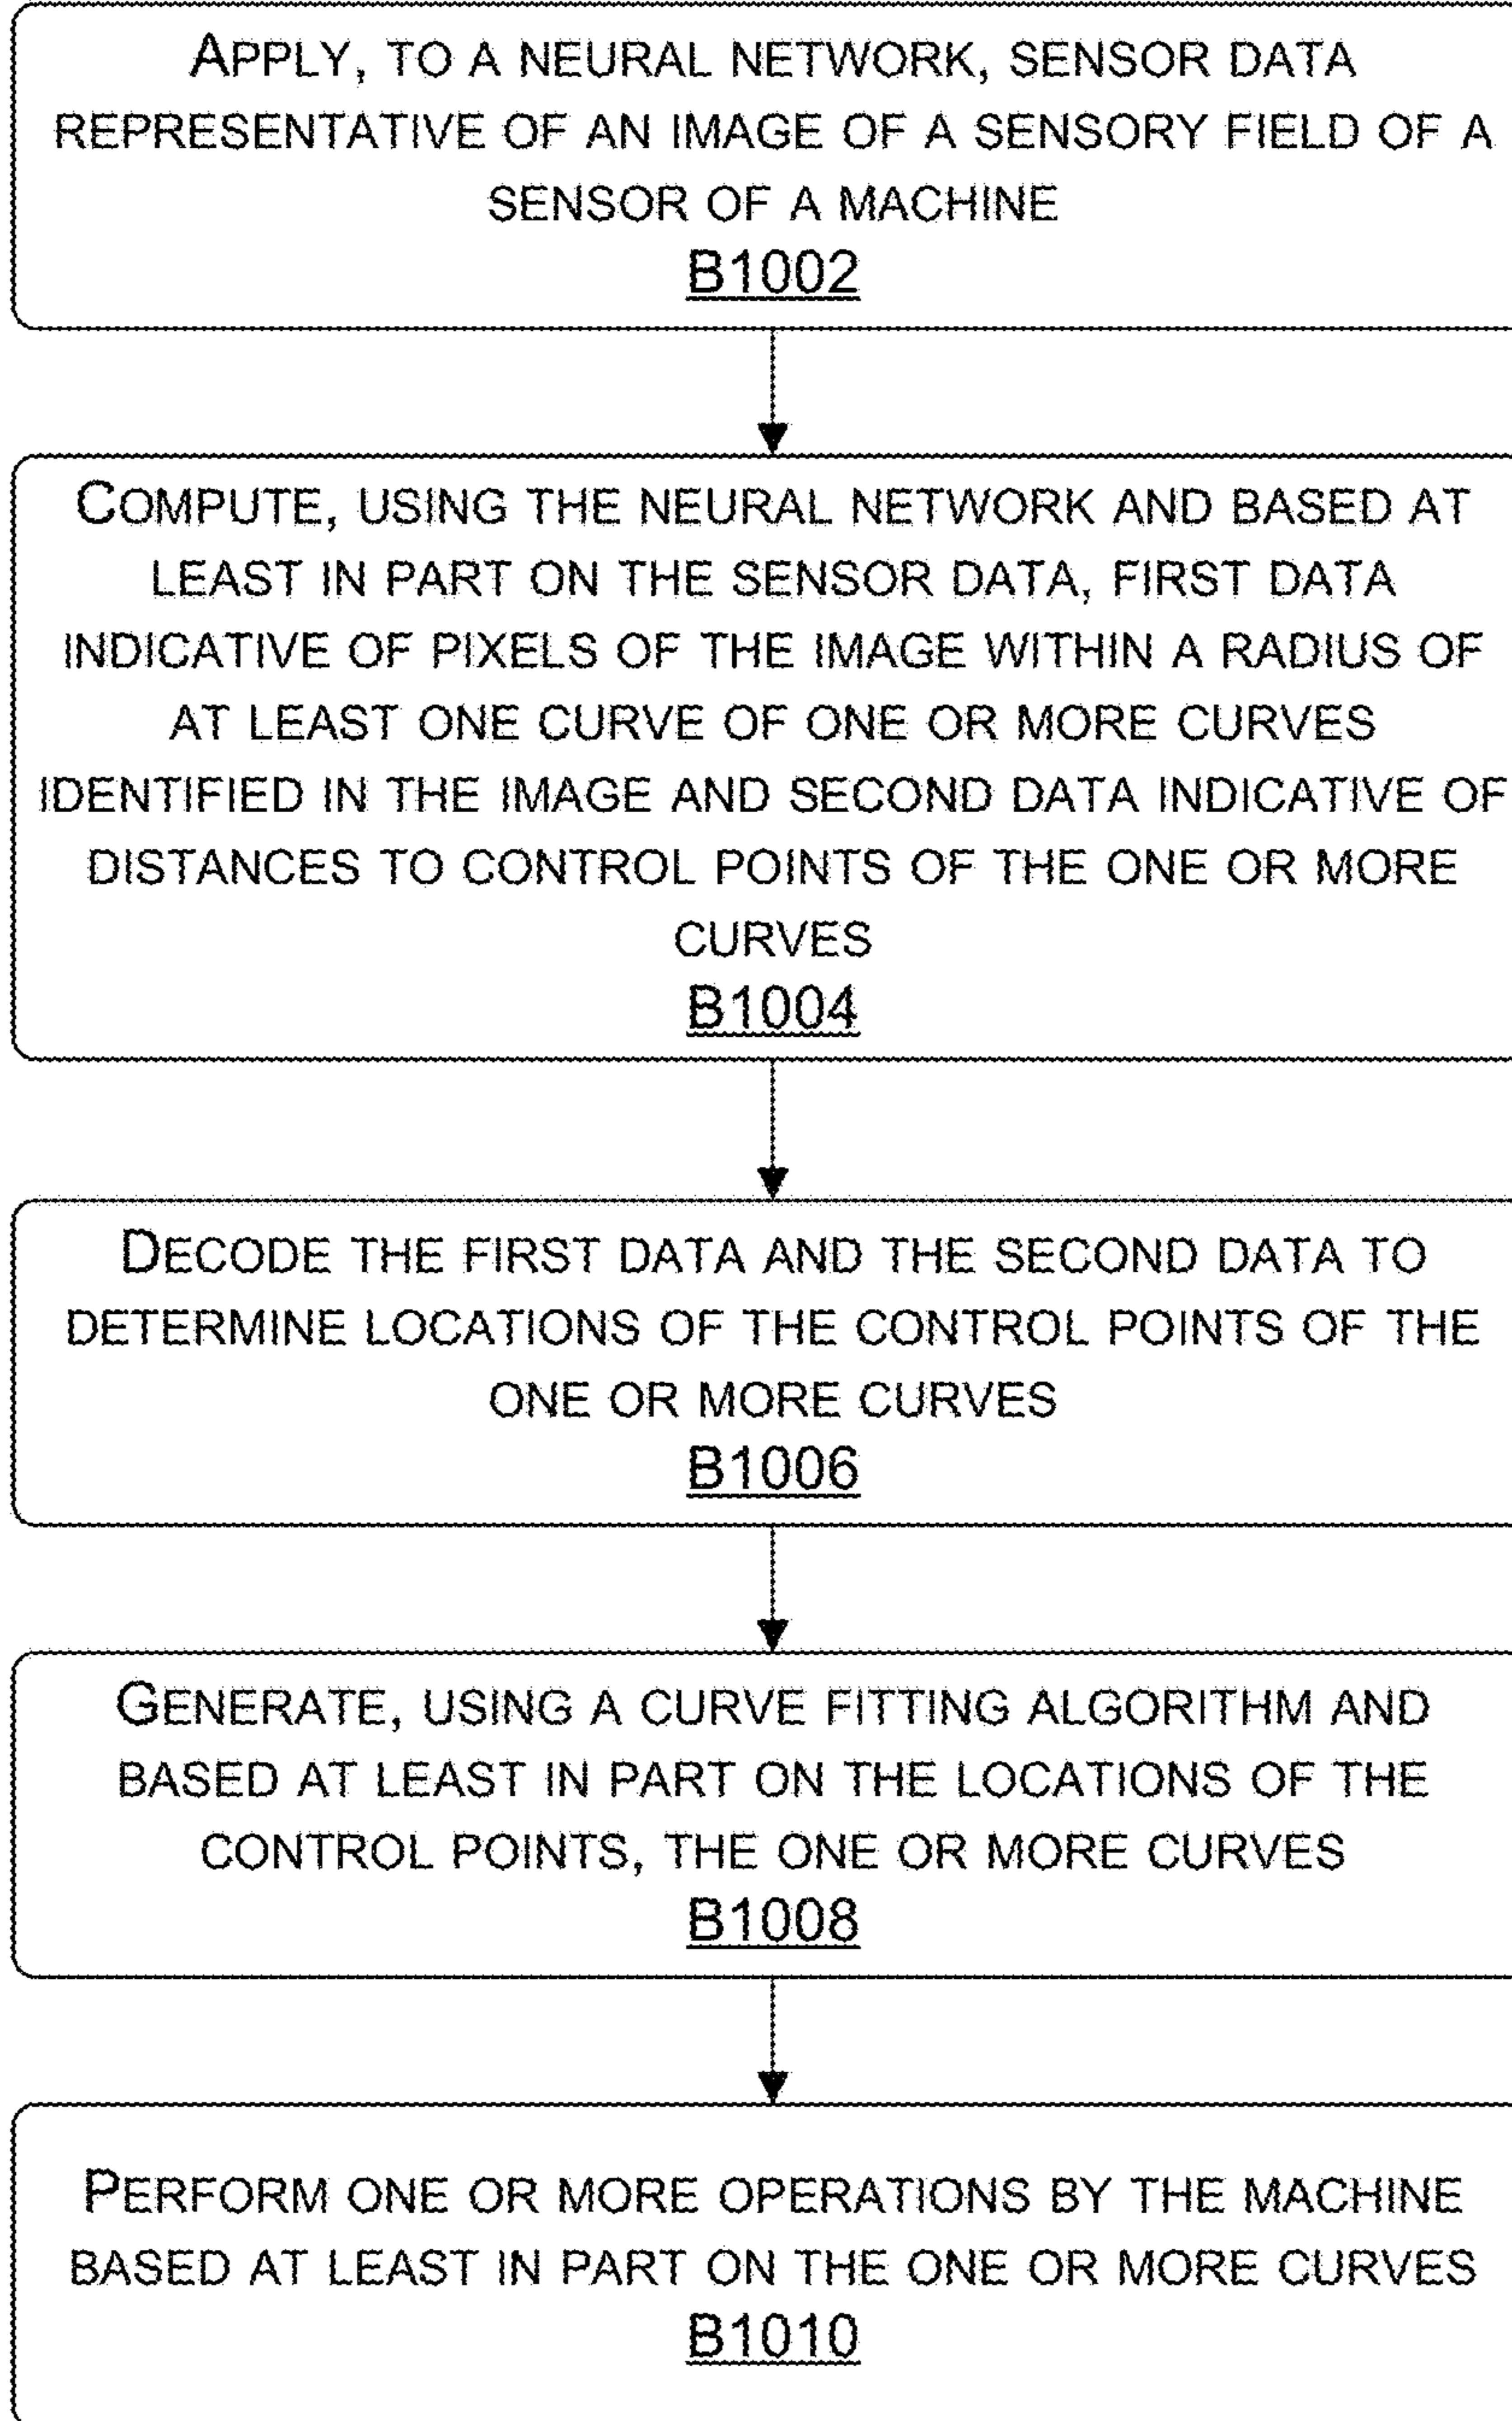 APPLY, TO A NEURAL NETWORK, SENSOR DATA
REPRESENTATIVE OF AN IMAGE OF A SENSORY FIELD OF A
SENSOR OF A MACHINE
B1002
COMPUTE, USING THE NEURAL NETWORK AND BASED AT
LEAST IN PART ON THE SENSOR DATA, FIRST DATA
INDICATIVE OF PIXELS OF THE IMAGE WITHIN A RADIUS OF
AT LEAST ONE CURVE OF ONE OR MORE CURVES
IDENTIFIED IN THE IMAGE AND SECOND DATA INDICATIVE OF
DISTANCES TO CONTROL POINTS OF THE ONE OR MORE
CURVES
B1004
DECODE THE FIRST DATA AND THE SECOND DATA TO
DETERMINE LOCATIONS OF THE CONTROL POINTS OF THE
ONE OR MORE CURVES
B1006
GENERATE, USING A CURVE FITTING ALGORITHM AND
BASED AT LEAST IN PART ON THE LOCATIONS OF THE
CONTROL POINTS, THE ONE OR MORE CURVES
B1008
PERFORM ONE OR MORE OPERATIONS BY THE MACHINE
BASED AT LEAST IN PART ON THE ONE OR MORE CURVES
B1010